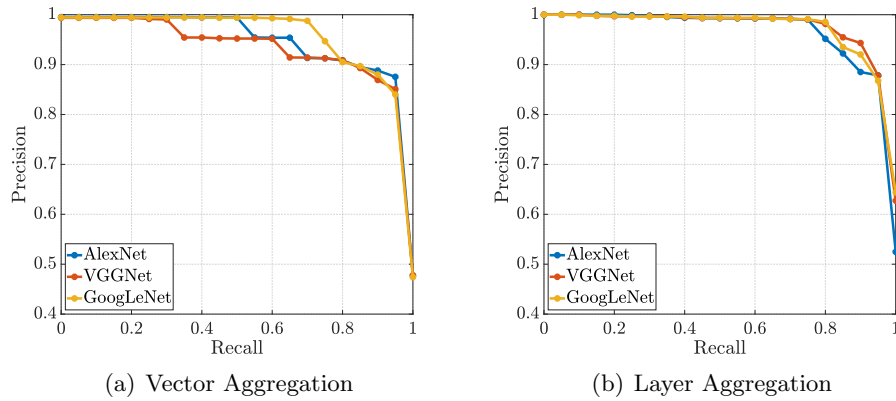 1
0.9
0.8
0.7
0.6
0.5
0.4
Precision
AlexNet
VGGNet
GoogLeNet
0 0.2 0.4 0.6 0.8 1
Recall
(a) Vector Aggregation
1
0.9
0.8
0.7
0.6
0.5
0.4
Precision
AlexNet
VGGNet
GoogLeNet
0 0.2 0.4 0.6 0.8 1
Recall
(b) Layer Aggregation